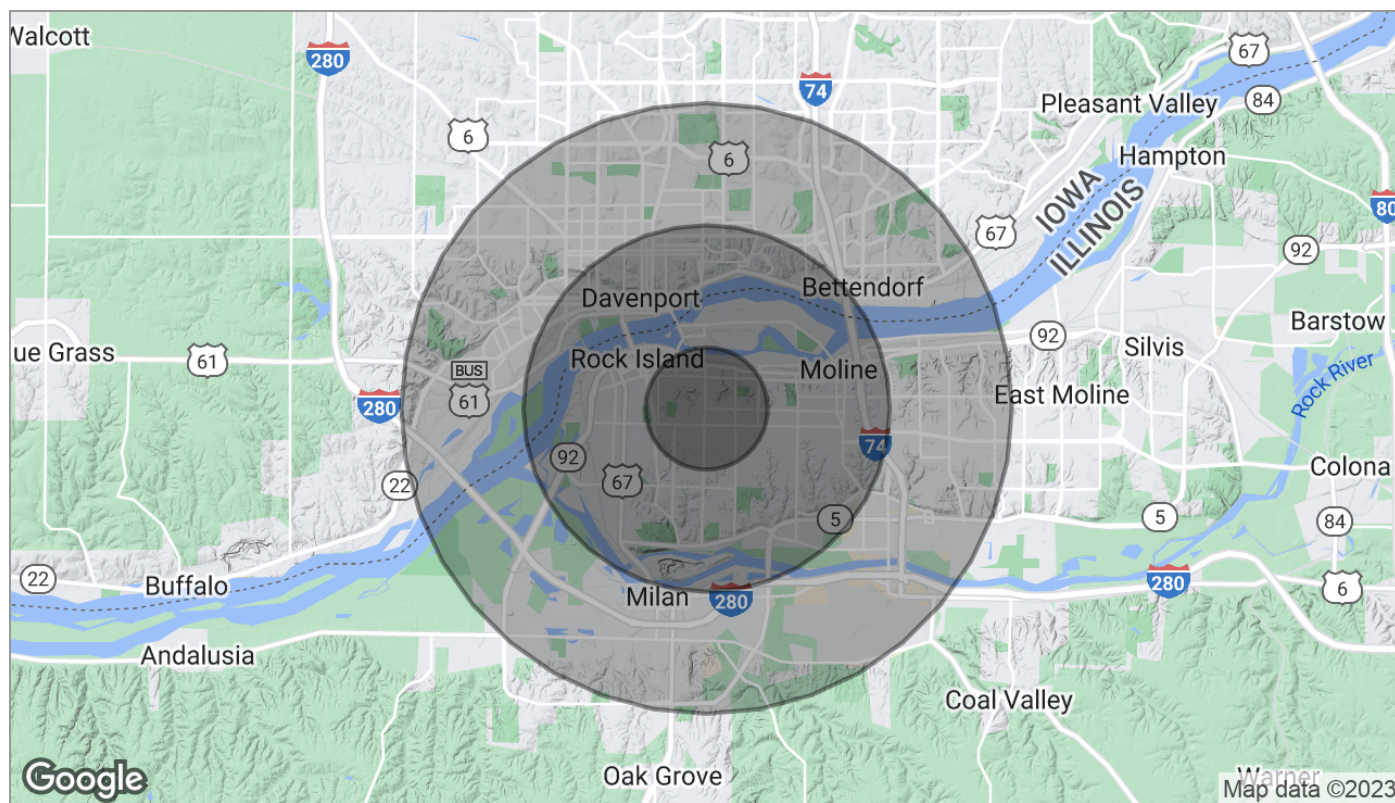 Walcott
280
74
67
84
Pleasant Valley
6
6
Hampton
IOWA
ILLINOIS
80
67
92
Davenport
Bettendorf
Barstow
92
Silvis
ue Grass
61
BUS
61
Rock Island
Moline
Rock River
280
East Moline
74
92
67
22
Colona
5
5
84
22
Buffalo
Milan
280
280
6
Andalusia
Coal Valley
Oak Grove
Google
Warner
Map data ©2023